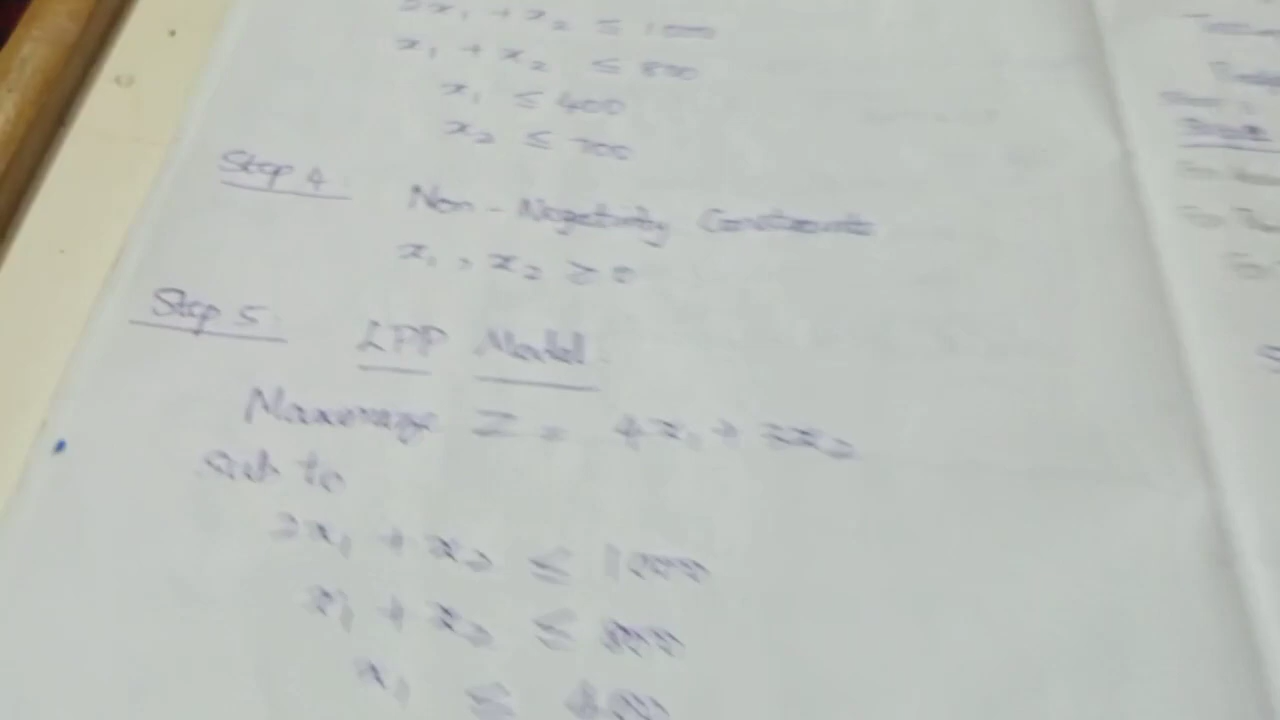 2x₁ + x₂ ≤ 1000
x₁ + x₂ ≤ 800
x₁ ≤ 400
x₂ ≤ 700
Step 4 Non-Negativity Constraints
x₁, x₂ ≥ 0
Step 5 LPP Model
Z = 4x₁ + 3x₂
Sub to
2x₁ + x₂ ≤ 1000
x₁ + x₂ ≤ 800
x₁ ≤ 400